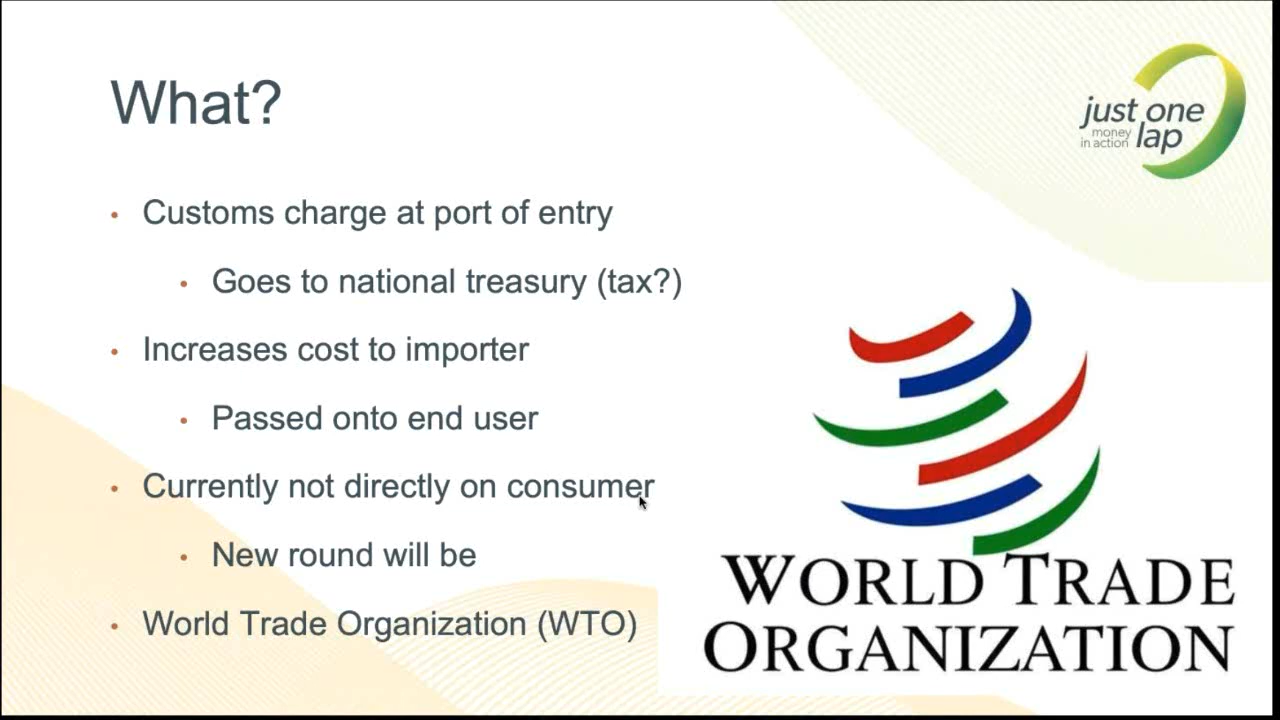 What?
just one
money
in action lap
• Customs charge at port of entry
• Goes to national treasury (tax?)
• Increases cost to importer
• Passed onto end user
• Currently not directly on consumer
• New round will be
• World Trade Organization (WTO)
WORLD TRADE
ORGANIZATION